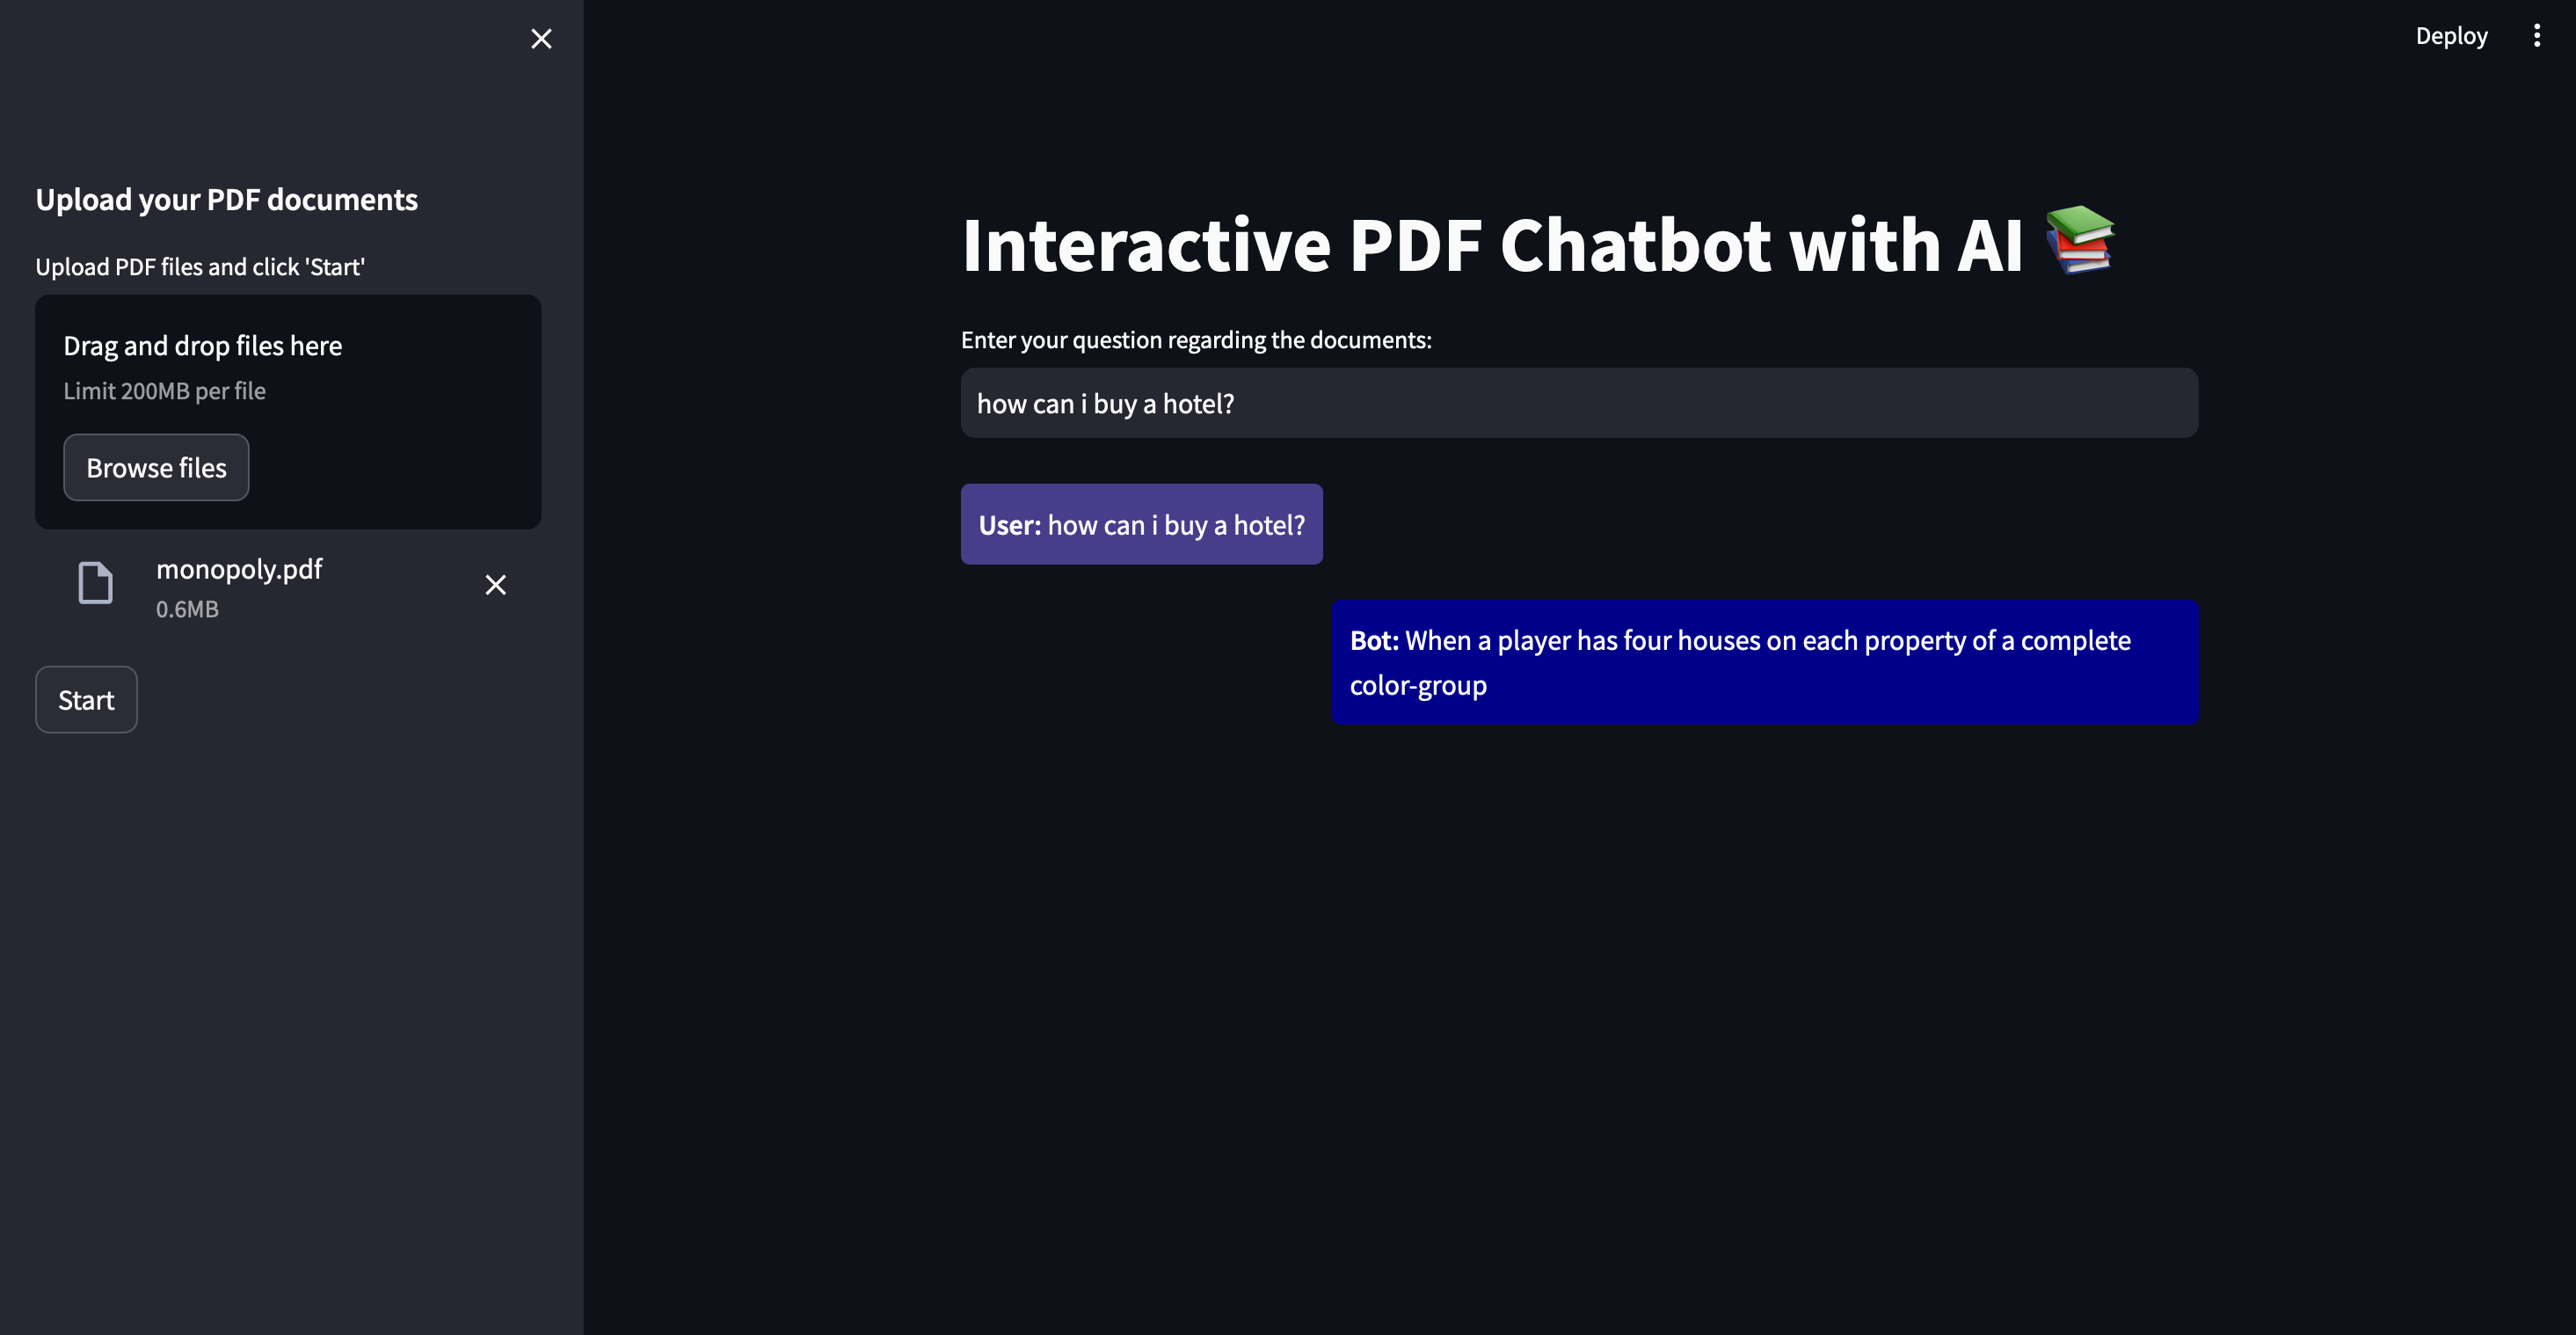 Deploy
Upload your PDF documents
Upload PDF files and click 'Start'
Drag and drop files here
Limit 200MB per file
Browse files
monopoly.pdf
0.6MB
Start
Interactive PDF Chatbot with AI
Enter your question regarding the documents:
how can i buy a hotel?
User: how can i buy a hotel?
Bot: When a player has four houses on each property of a complete
color-group